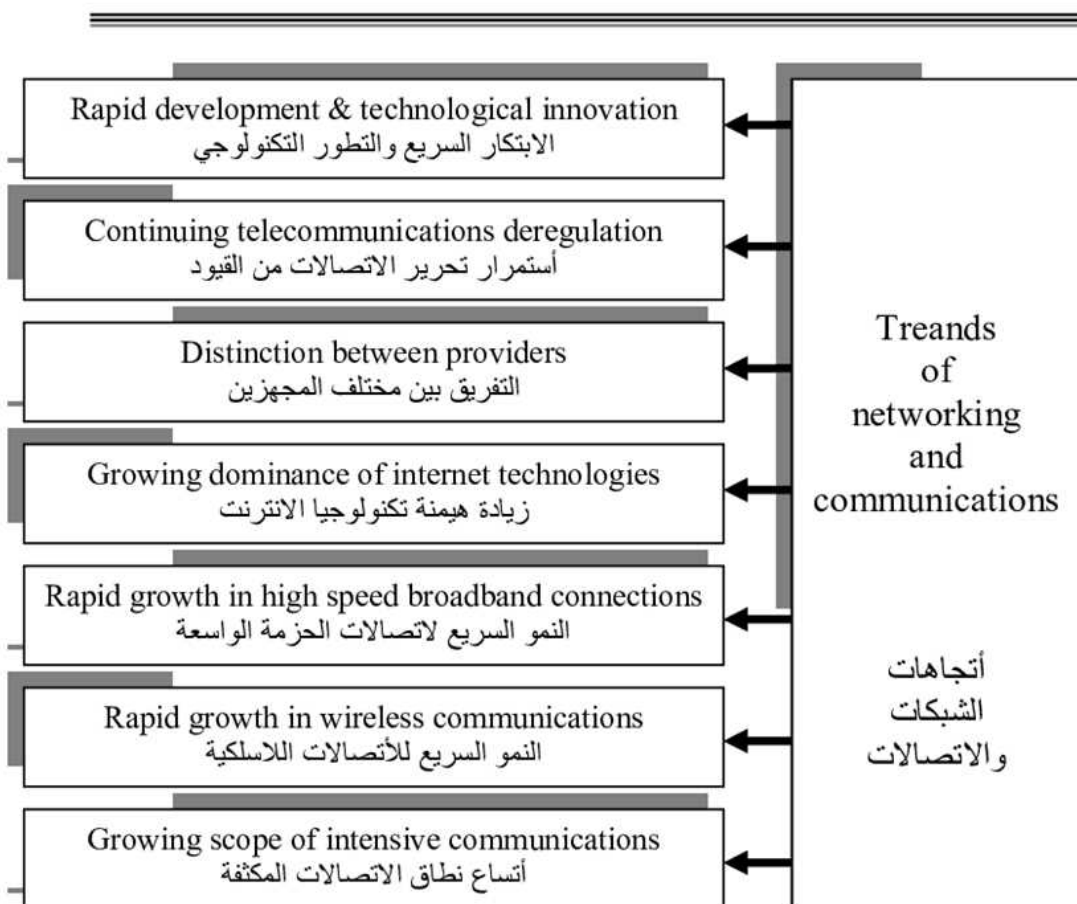 Rapid development & technological innovation
الابتكار السريع والتطور التكنولوجي
Continuing telecommunications deregulation
أستمرار تحرير الاتصالات من القيود
Distinction between providers
التفريق بين مختلف المجهزين
Growing dominance of internet technologies
زيادة هيمنة تكنولوجيا الانترنت
Rapid growth in high speed broadband connections
النمو السريع لاتصالات الحزمة الواسعة
Rapid growth in wireless communications
النمو السريع للأتصالات اللاسلكية
Growing scope of intensive communications
أتساع نطاق الاتصالات المكثفة
Treands
of
networking
and
communications
أتجاهات
الشبكات
والاتصالات